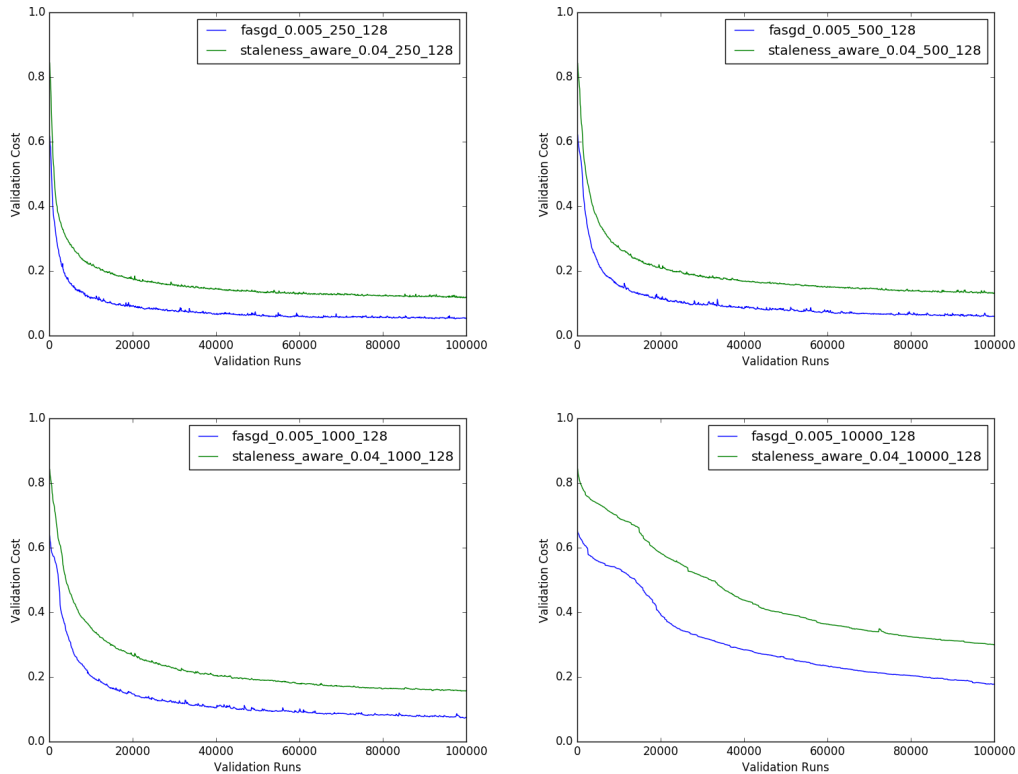 1.0
0.8
0.6
0.4
0.2
0.0
Validation Cost
fasgd_0.005_250_128
staleness_aware_0.04_250_128
0 20000 40000 60000 80000 100000
Validation Runs
1.0
0.8
0.6
0.4
0.2
0.0
Validation Cost
fasgd_0.005_500_128
staleness_aware_0.04_500_128
0 20000 40000 60000 80000 100000
Validation Runs
1.0
0.8
0.6
0.4
0.2
0.0
Validation Cost
fasgd_0.005_1000_128
staleness_aware_0.04_1000_128
0 20000 40000 60000 80000 100000
Validation Runs
1.0
0.8
0.6
0.4
0.2
0.0
Validation Cost
fasgd_0.005_10000_128
staleness_aware_0.04_10000_128
0 20000 40000 60000 80000 100000
Validation Runs